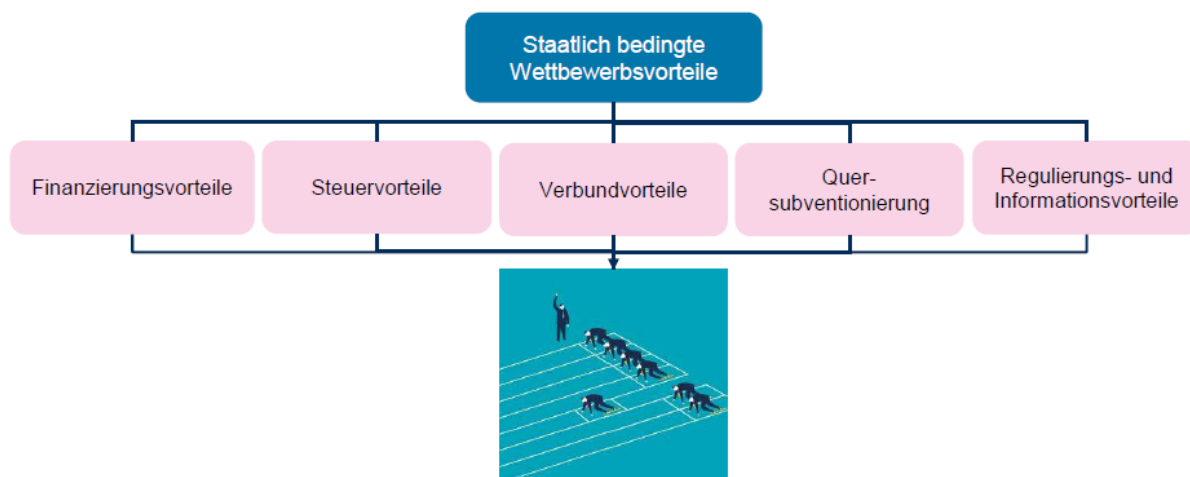 Staatlich bedingte
Wettbewerbsvorteile
Finanzierungsvorteile
Steuervorteile
Verbundvorteile
Quer-
subventionierung
Regulierungs- und
Informationsvorteile